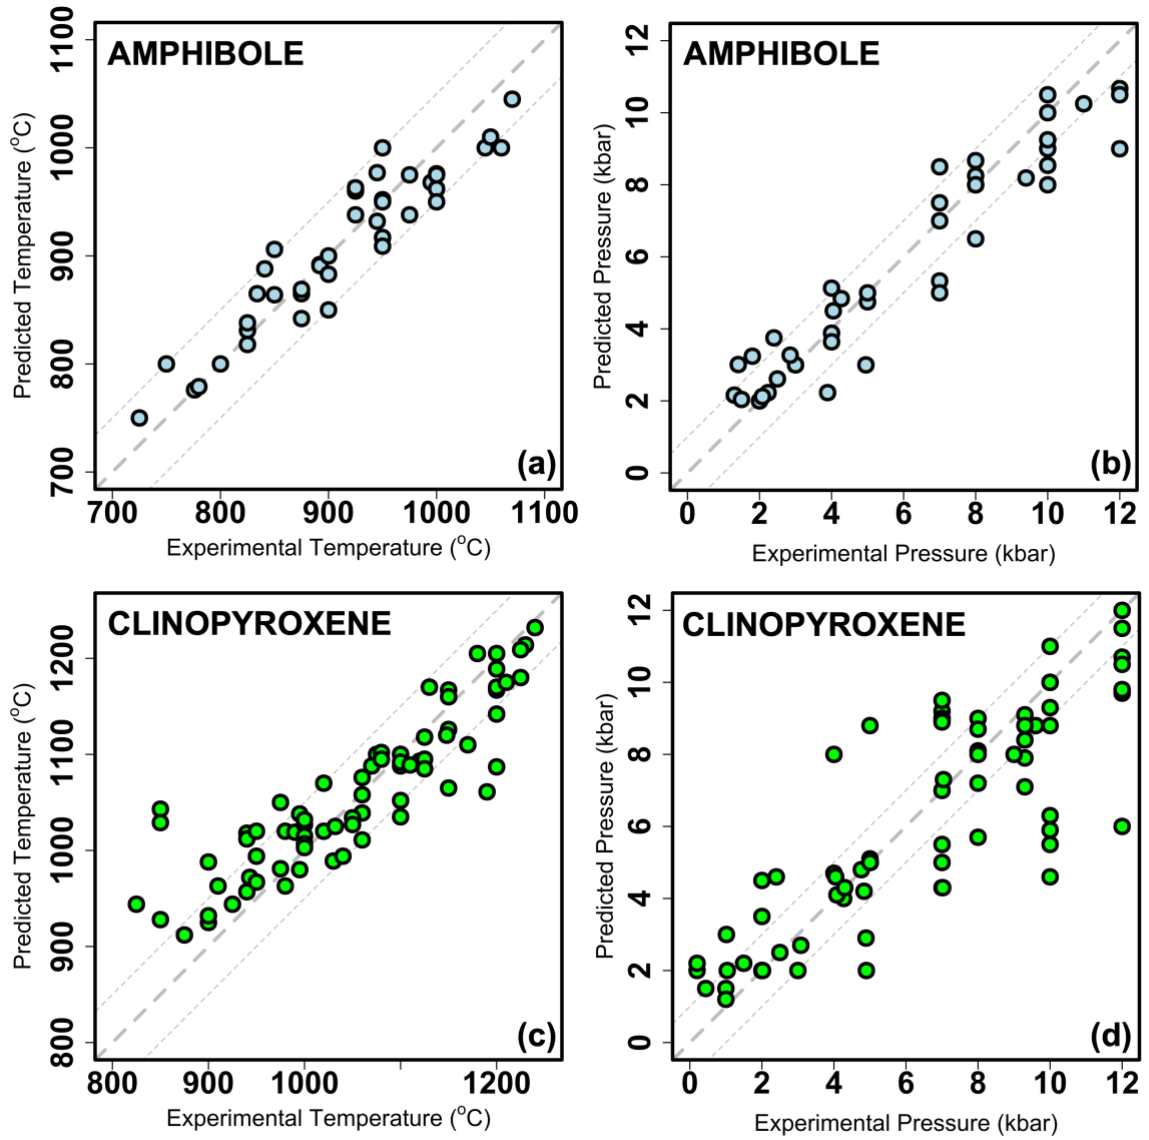 AMPHIBOLE
Predicted Temperature (°C)
1100
1000
900
800
700
(a)
700 800 900 1000 1100
Experimental Temperature (°C)
AMPHIBOLE
Predicted Pressure (kbar)
12
10
8
6
4
2
0
(b)
0 2 4 6 8 10 12
Experimental Pressure (kbar)
CLINOPYROXENE
Predicted Temperature (°C)
1200
1100
1000
900
800
(c)
800 900 1000 1200
Experimental Temperature (°C)
CLINOPYROXENE
Predicted Pressure (kbar)
12
10
8
6
4
2
0
(d)
0 2 4 6 8 10 12
Experimental Pressure (kbar)